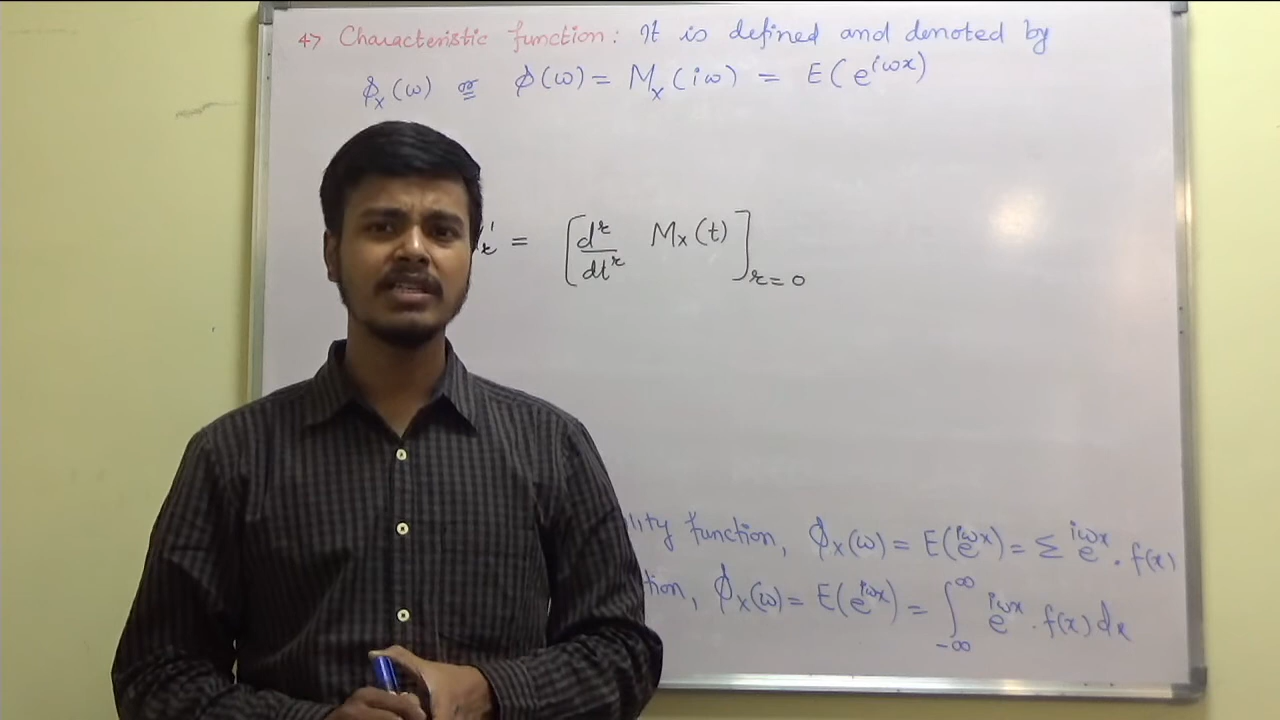 4> Characteristic function: It is defined and denoted by
ϕₓ(ω) or ϕ(ω) = Mₓ(iω) = E(e^{iωx})
'ᵣ = [d^r/dt^r Mₓ(t)]_{r=0}
lity function, ϕₓ(ω) = E(e^{iωx}) = Σ e^{iωx} . f(x)
tion, ϕₓ(ω) = E(e^{iωx}) = ∫_{-∞}^{∞} e^{iωx} . f(x) dx